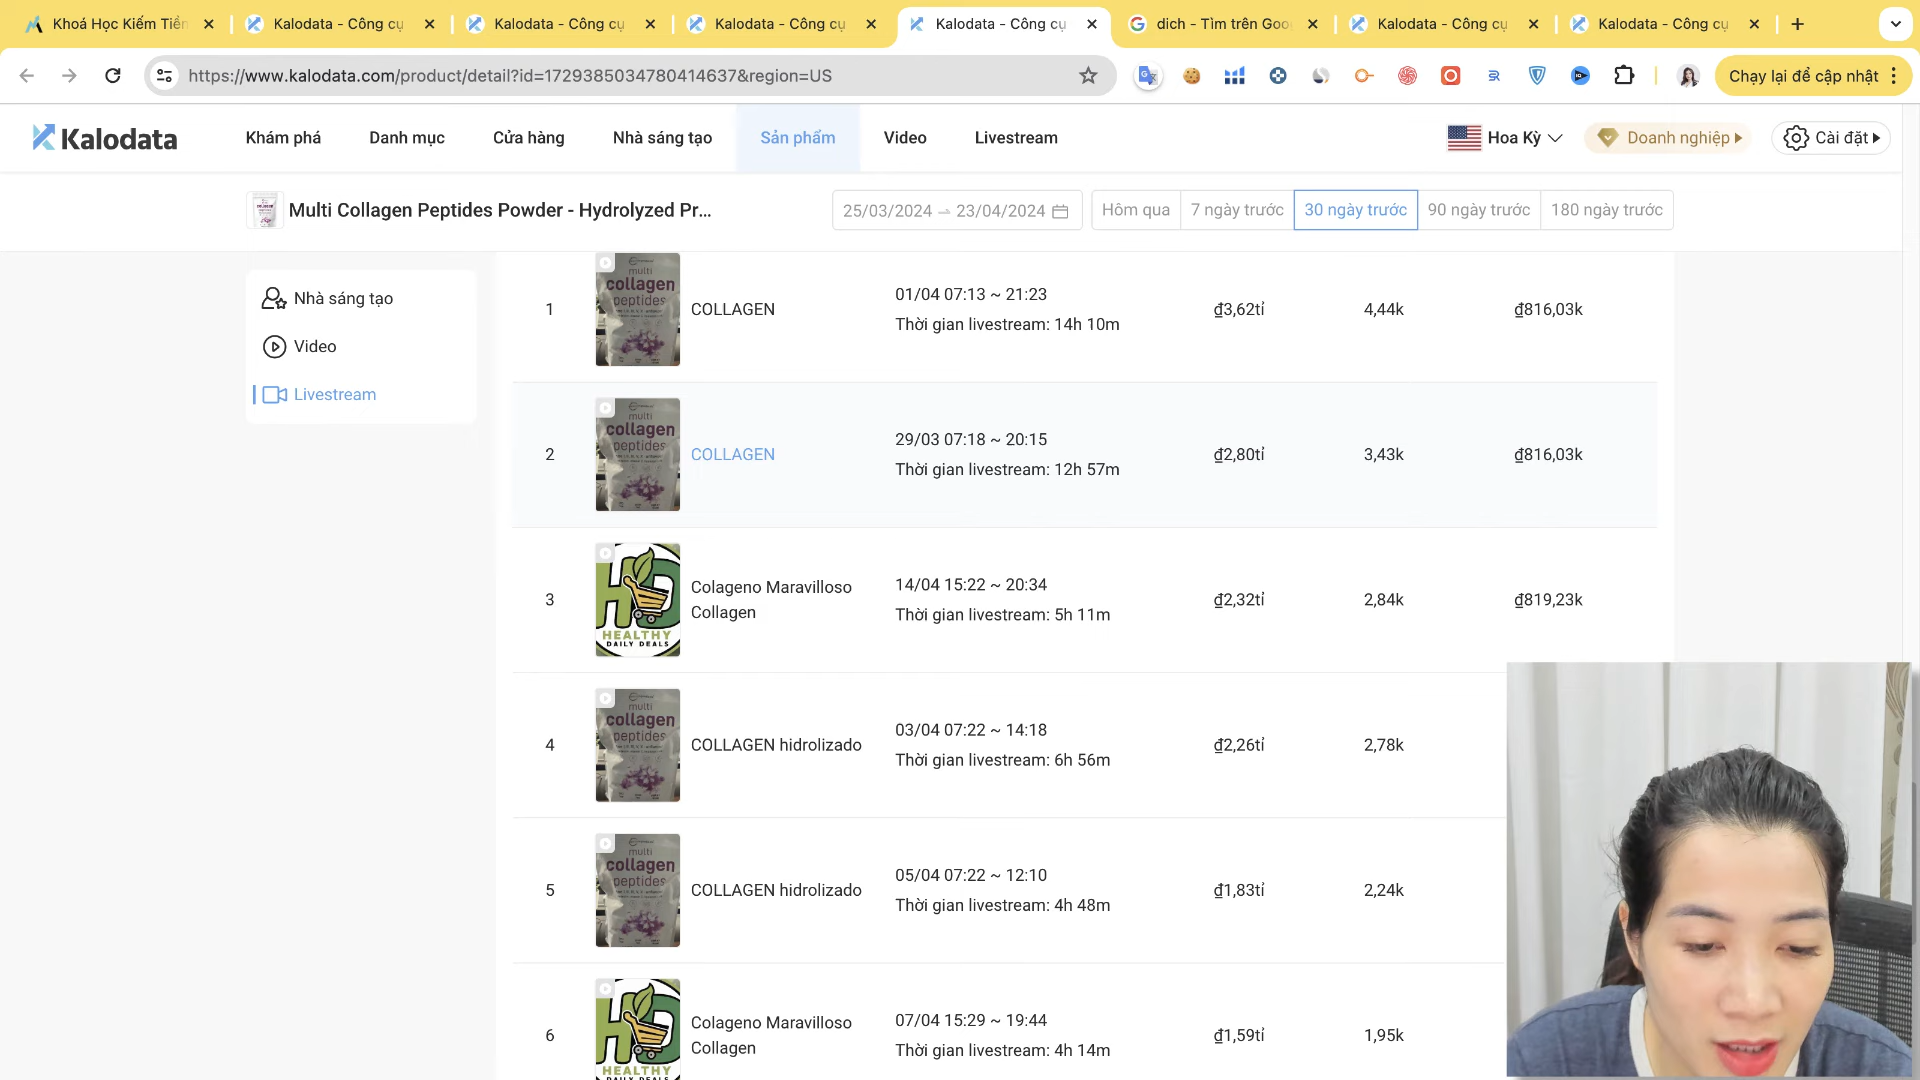 Khoá Học Kiếm Tiền
Kalodata - Công cụ
Kalodata - Công cụ
Kalodata - Công cụ
Kalodata - Công cụ
dich - Tìm trên Goo
Kalodata - Công cụ
Kalodata - Công cụ
https://www.kalodata.com/product/detail?id=1729385034780414637&region=US
Chạy lại để cập nhật
Kalodata
Khám phá
Danh mục
Cửa hàng
Nhà sáng tạo
Sản phẩm
Video
Livestream
Hoa Kỳ
Doanh nghiệp
Cài đặt
Multi Collagen Peptides Powder - Hydrolyzed Pr...
25/03/2024 → 23/04/2024
Hôm qua
7 ngày trước
30 ngày trước
90 ngày trước
180 ngày trước
Nhà sáng tạo
Video
Livestream
1
multi
collagen
peptides
COLLAGEN
01/04 07:13 ~ 21:23
Thời gian livestream: 14h 10m
₫3,62tỉ
4,44k
₫816,03k
2
multi
collagen
peptides
COLLAGEN
29/03 07:18 ~ 20:15
Thời gian livestream: 12h 57m
₫2,80tỉ
3,43k
₫816,03k
3
HD
HEALTHY
DAILY DEALS
Colageno Maravilloso
Collagen
14/04 15:22 ~ 20:34
Thời gian livestream: 5h 11m
₫2,32tỉ
2,84k
₫819,23k
4
multi
collagen
peptides
COLLAGEN hidrolizado
03/04 07:22 ~ 14:18
Thời gian livestream: 6h 56m
₫2,26tỉ
2,78k
5
multi
collagen
peptides
COLLAGEN hidrolizado
05/04 07:22 ~ 12:10
Thời gian livestream: 4h 48m
₫1,83tỉ
2,24k
6
HD
HEALTHY
Colageno Maravilloso
Collagen
07/04 15:29 ~ 19:44
Thời gian livestream: 4h 14m
₫1,59tỉ
1,95k